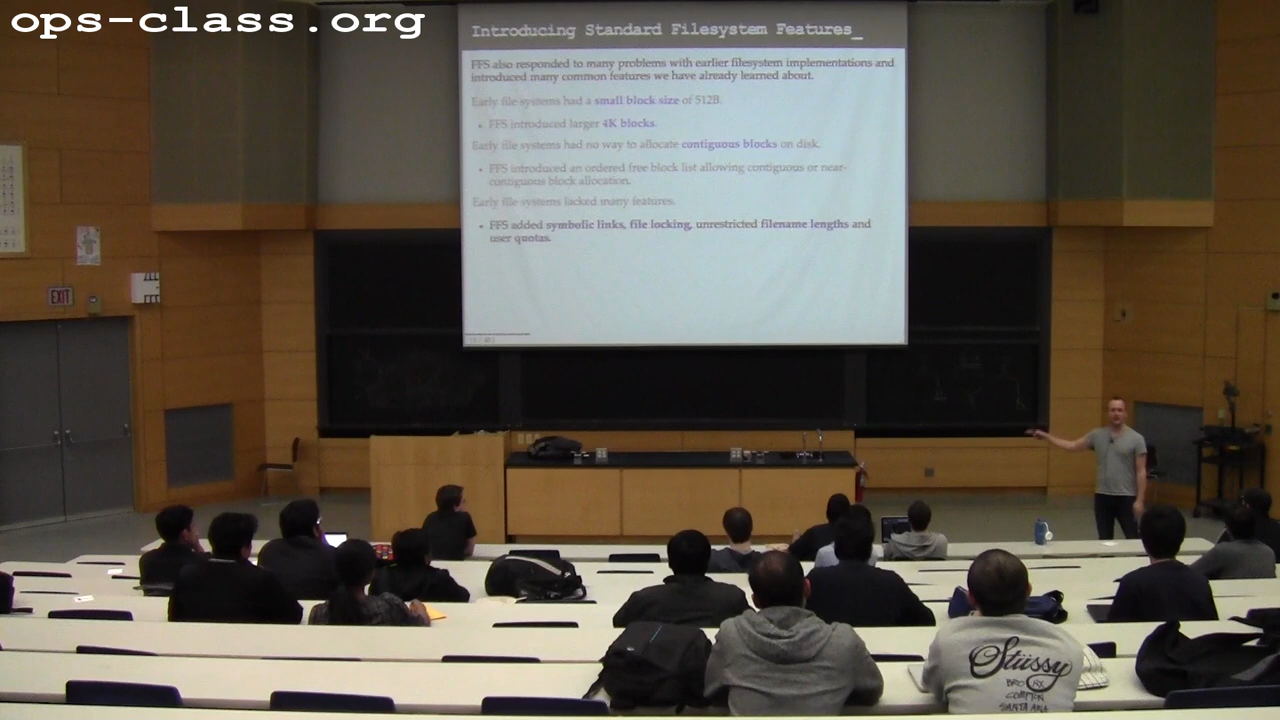 ops-class.org
Introducing Standard Filesystem Features_
FFS also responded to many problems with earlier filesystem implementations and
introduced many common features we have already learned about.
Early file systems had a small block size of 512B.
• FFS introduced larger 4K blocks.
Early file systems had no way to allocate contiguous blocks on disk.
• FFS introduced an ordered free block list allowing contiguous or near-
contiguous block allocation.
Early file systems lacked many features.
• FFS added symbolic links, file locking, unrestricted filename lengths and
user quotas.
EXIT
Stüssy
BRONX
COMPTON
SANTA ANA